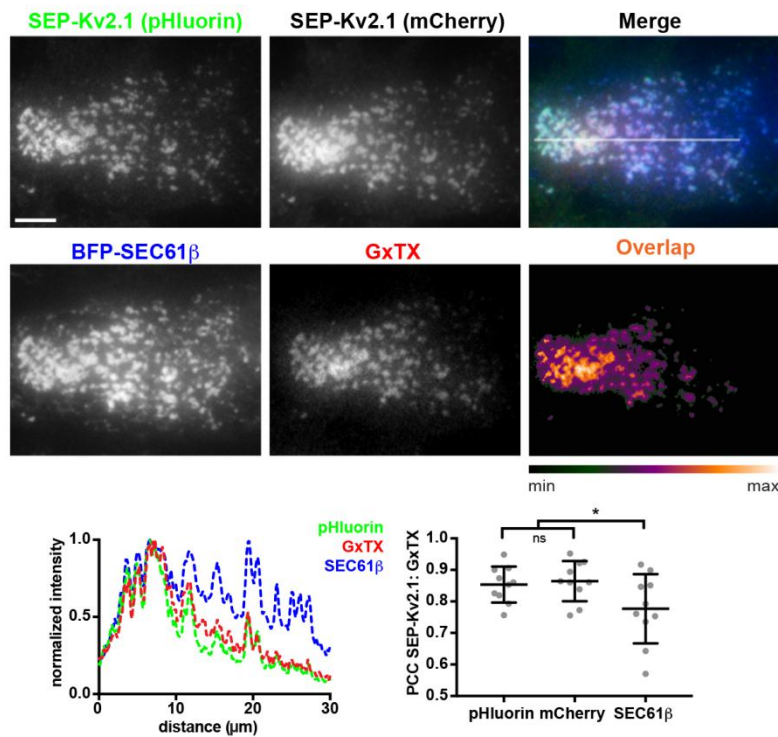 SEP-Kv2.1 (pHluorin) SEP-Kv2.1 (mCherry) Merge
BFP-SEC61β GxTX Overlap
min max
pHluorin
GxTX
SEC61β
normalized intensity
1.0
0.5
0.0
0 10 20 30
distance (μm)
PCC SEP-Kv2.1: GxTX
*
ns
1.0
0.9
0.8
0.7
0.6
0.5
pHluorin mCherry SEC61β